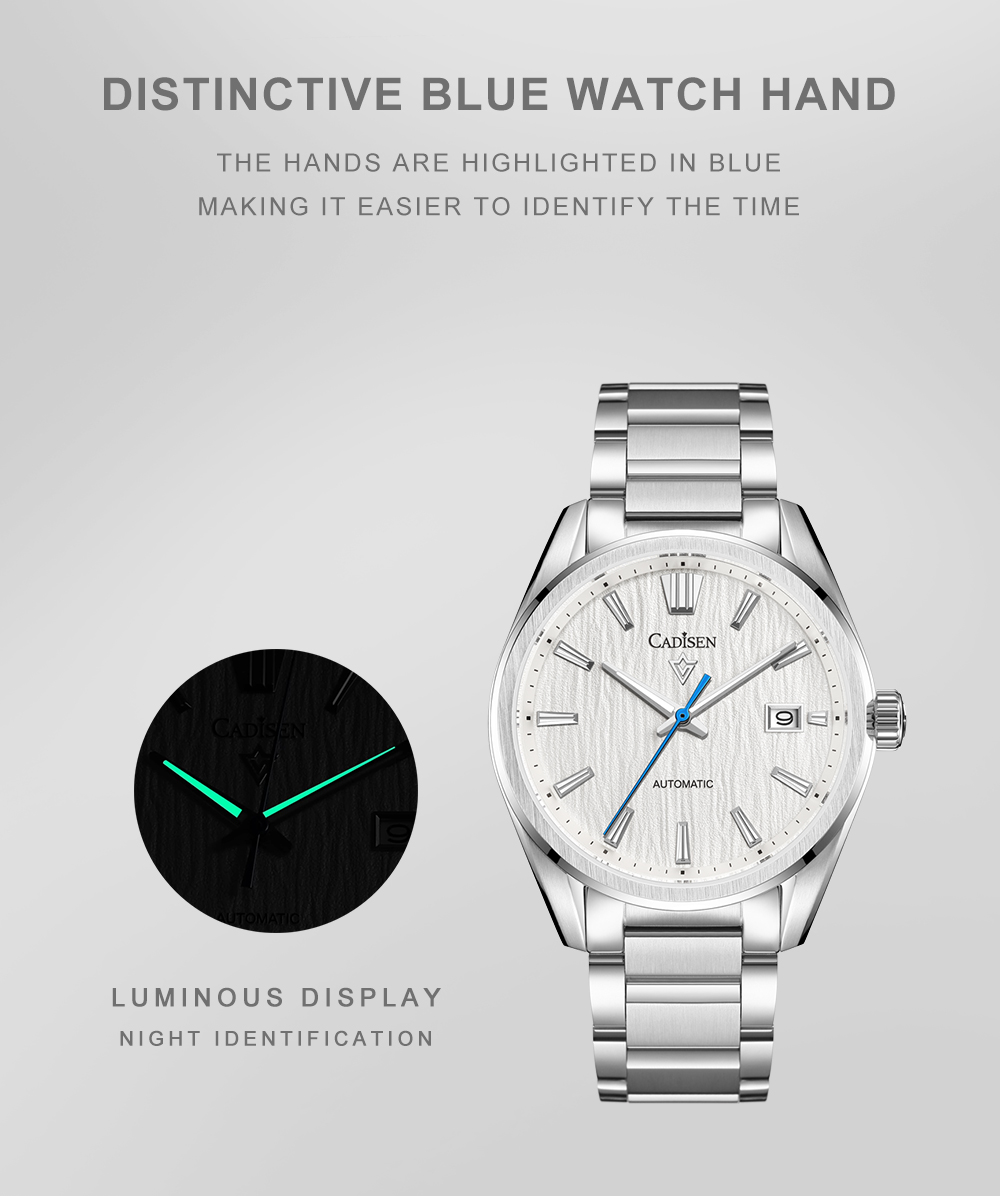 DISTINCTIVE BLUE WATCH HAND
THE HANDS ARE HIGHLIGHTED IN BLUE
MAKING IT EASIER TO IDENTIFY THE TIME
CADISEN
9
AUTOMATIC
CADISEN
9
AUTOMATIC
LUMINOUS DISPLAY
NIGHT IDENTIFICATION